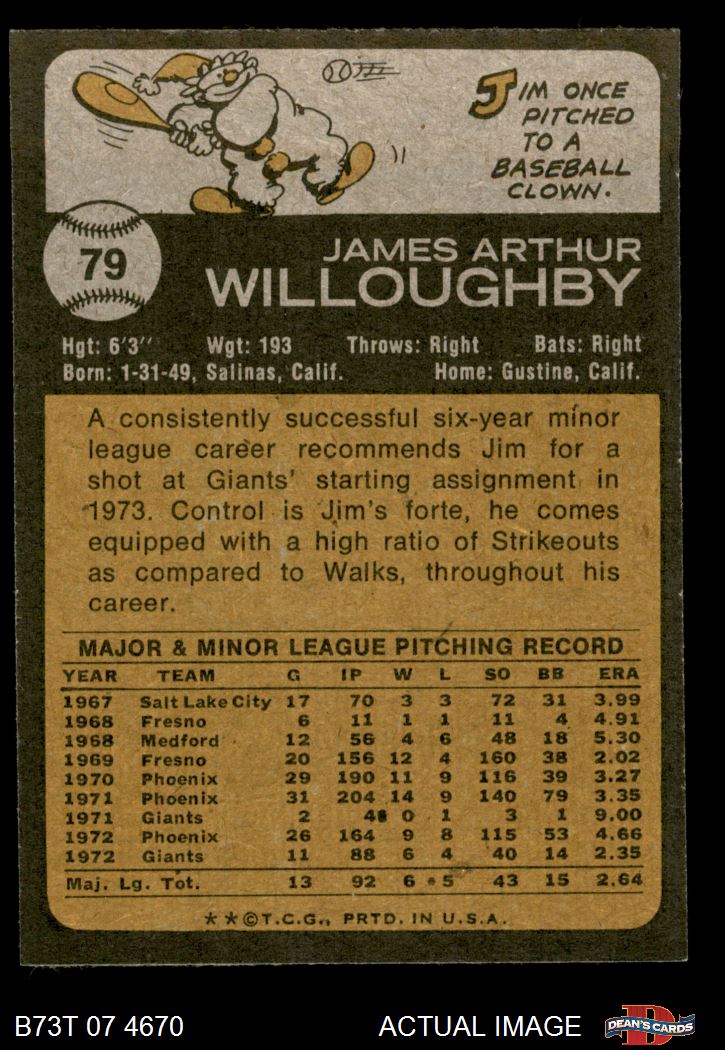 JIM ONCE
PITCHED
TO A
BASEBALL
CLOWN.
79
JAMES ARTHUR
WILLOUGHBY
Hgt: 6'3" Wgt: 193 Throws: Right Bats: Right
Born: 1-31-49, Salinas, Calif. Home: Gustine, Calif.
A consistently successful six-year minor
league career recommends Jim for a
shot at Giants' starting assignment in
1973. Control is Jim's forte, he comes
equipped with a high ratio of Strikeouts
as compared to Walks, throughout his
career.
MAJOR & MINOR LEAGUE PITCHING RECORD
YEAR TEAM G IP W L SO BB ERA
1967 Salt Lake City 17 70 3 3 72 31 3.99
1968 Fresno 6 11 1 1 11 4 4.91
1968 Medford 12 56 4 6 48 18 5.30
1969 Fresno 20 156 12 4 160 38 2.02
1970 Phoenix 29 190 11 9 116 39 3.27
1971 Phoenix 31 204 14 9 140 79 3.35
1971 Giants 2 4 0 1 3 1 9.00
1972 Phoenix 26 164 9 8 115 53 4.66
1972 Giants 11 88 6 4 40 14 2.35
Maj. Lg. Tot. 13 92 6 5 43 15 2.64
★★©T.C.G., PRTD. IN U.S.A.
B73T 07 4670 ACTUAL IMAGE
D
DEAN'S CARDS